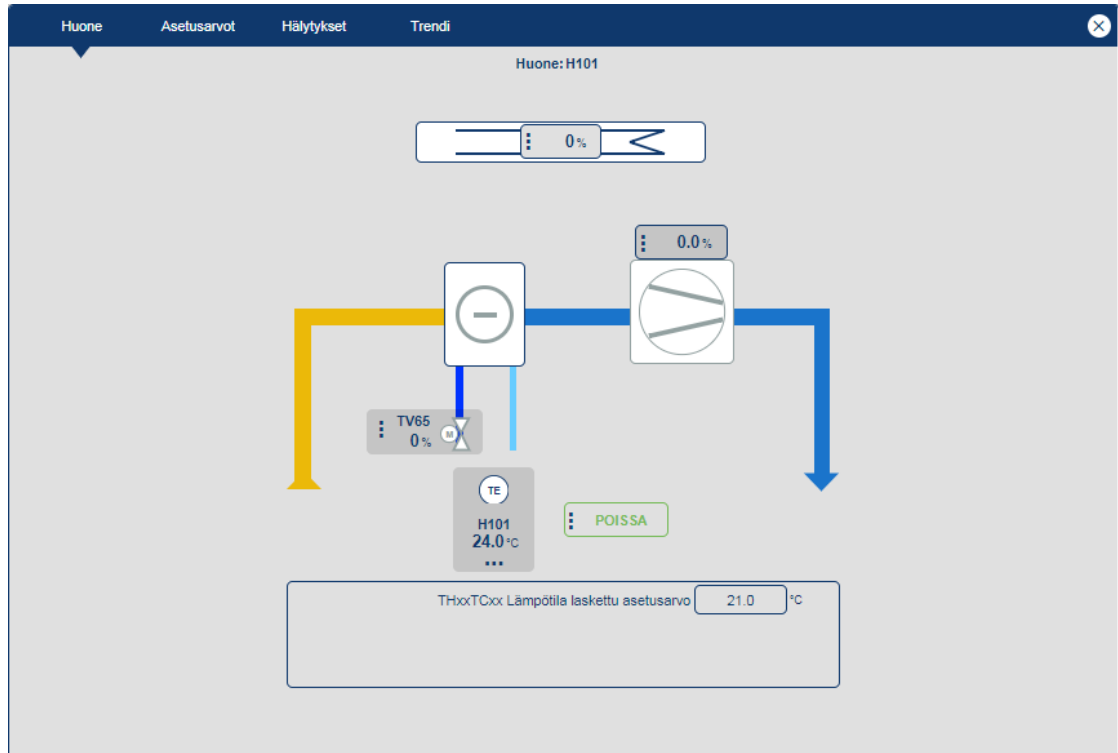 Huone Asetusarvot Hälytykset Trendi
Huone: H101
0 %
0.0 %
TV65
0 %
M
TE
H101
24.0 °C
POISSA
THxxTCxx Lämpötila laskettu asetusarvo 21.0 °C